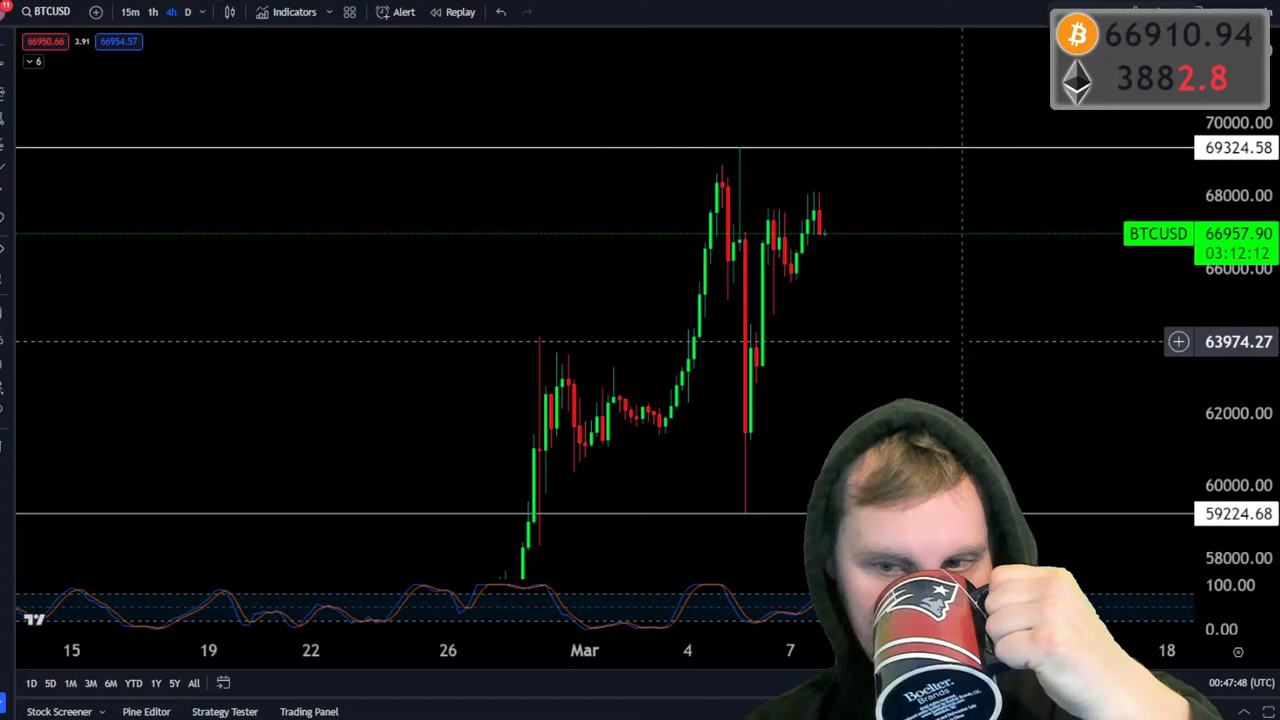 11
BTCUSD
15m 1h 4h D
Indicators
Alert
Replay
66950.66 3.91 66954.57
6
66910.94
3882.8
70000.00
69324.58
68000.00
BTCUSD 66957.90
03:12:12
66000.00
63974.27
62000.00
60000.00
59224.68
58000.00
100.00
0.00
15 19 22 26 Mar 4 7 18
1D 5D 1M 3M 6M YTD 1Y 5Y All
00:47:48 (UTC)
Stock Screener Pine Editor Strategy Tester Trading Panel
Boelter
Brands